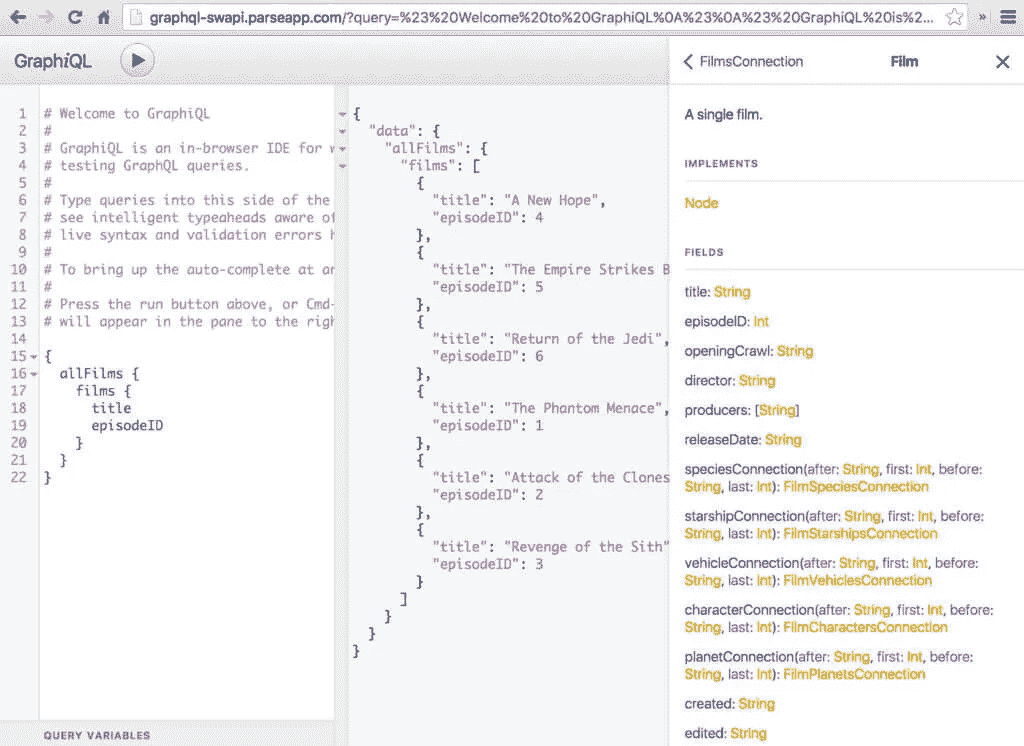 graphql-swapi.parseapp.com/?query=%23%20Welcome%20to%20GraphiQL%0A%23%0A%23%20GraphiQL%20is%2...
GraphiQL
1 # Welcome to GraphiQL
2 #
3 # GraphiQL is an in-browser IDE for w
4 # testing GraphQL queries.
5 #
6 # Type queries into this side of the
7 # see intelligent typeaheads aware of
8 # live syntax and validation errors h
9 #
10 # To bring up the auto-complete at an
11 #
12 # Press the run button above, or Cmd-
13 # will appear in the pane to the righ
14
15 {
16 allFilms {
17 films {
18 title
19 episodeID
20 }
21 }
22 }
QUERY VARIABLES
{
"data": {
"allFilms": {
"films": [
{
"title": "A New Hope",
"episodeID": 4
},
{
"title": "The Empire Strikes B
"episodeID": 5
},
{
"title": "Return of the Jedi",
"episodeID": 6
},
{
"title": "The Phantom Menace",
"episodeID": 1
},
{
"title": "Attack of the Clones
"episodeID": 2
},
{
"title": "Revenge of the Sith"
"episodeID": 3
}
]
}
}
}
FilmsConnection
Film
A single film.
IMPLEMENTS
Node
FIELDS
title: String
episodeID: Int
openingCrawl: String
director: String
producers: [String]
releaseDate: String
speciesConnection(after: String, first: Int, before:
String, last: Int): FilmSpeciesConnection
starshipConnection(after: String, first: Int, before:
String, last: Int): FilmStarshipsConnection
vehicleConnection(after: String, first: Int, before:
String, last: Int): FilmVehiclesConnection
characterConnection(after: String, first: Int, before:
String, last: Int): FilmCharactersConnection
planetConnection(after: String, first: Int, before:
String, last: Int): FilmPlanetsConnection
created: String
edited: String